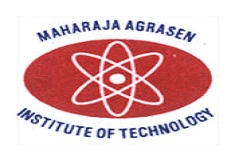 MAHARAJA AGRASEN
INSTITUTE OF TECHNOLOGY